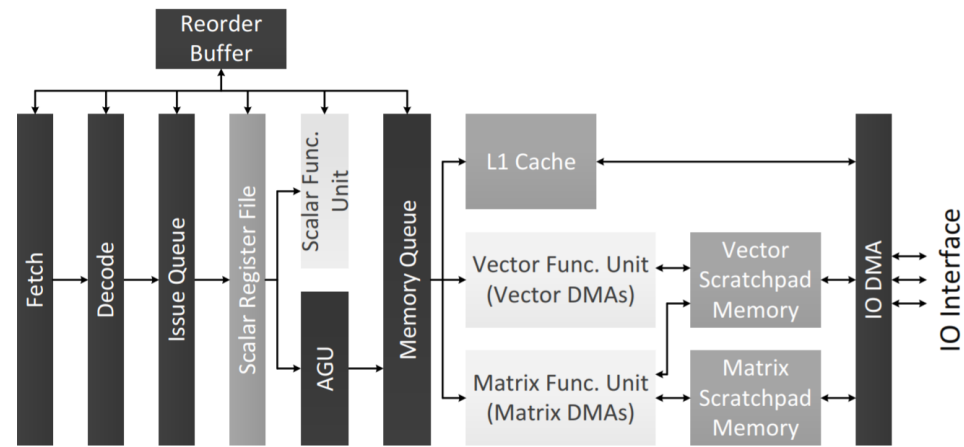 Reorder
Buffer
Fetch
Decode
Issue Queue
Scalar Register File
Scalar Func.
Unit
AGU
Memory Queue
L1 Cache
Vector Func. Unit
(Vector DMAs)
Matrix Func. Unit
(Matrix DMAs)
Vector
Scratchpad
Memory
Matrix
Scratchpad
Memory
IO DMA
IO Interface